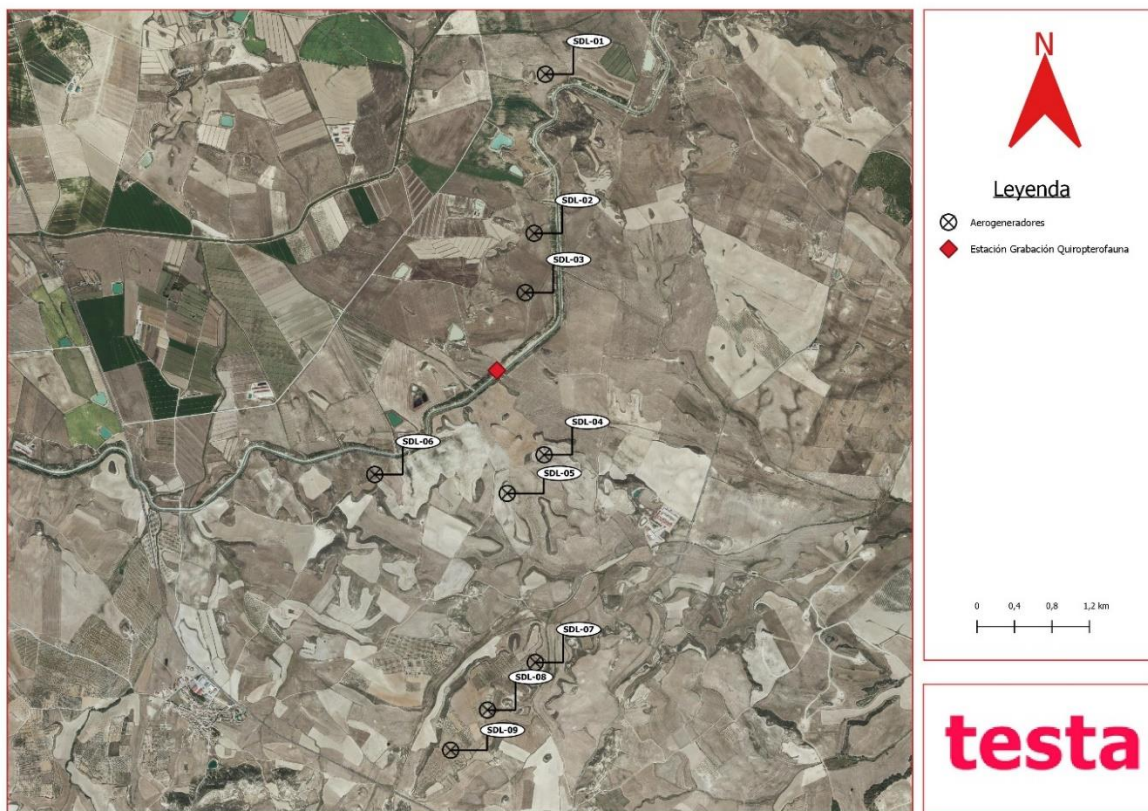 SDL-01
SDL-02
SDL-03
SDL-04
SDL-06
SDL-05
SDL-07
SDL-08
SDL-09
N
Leyenda
Aerogeneradores
Estación Grabación Quiropterofauna
0 0,4 0,8 1,2 km
testa